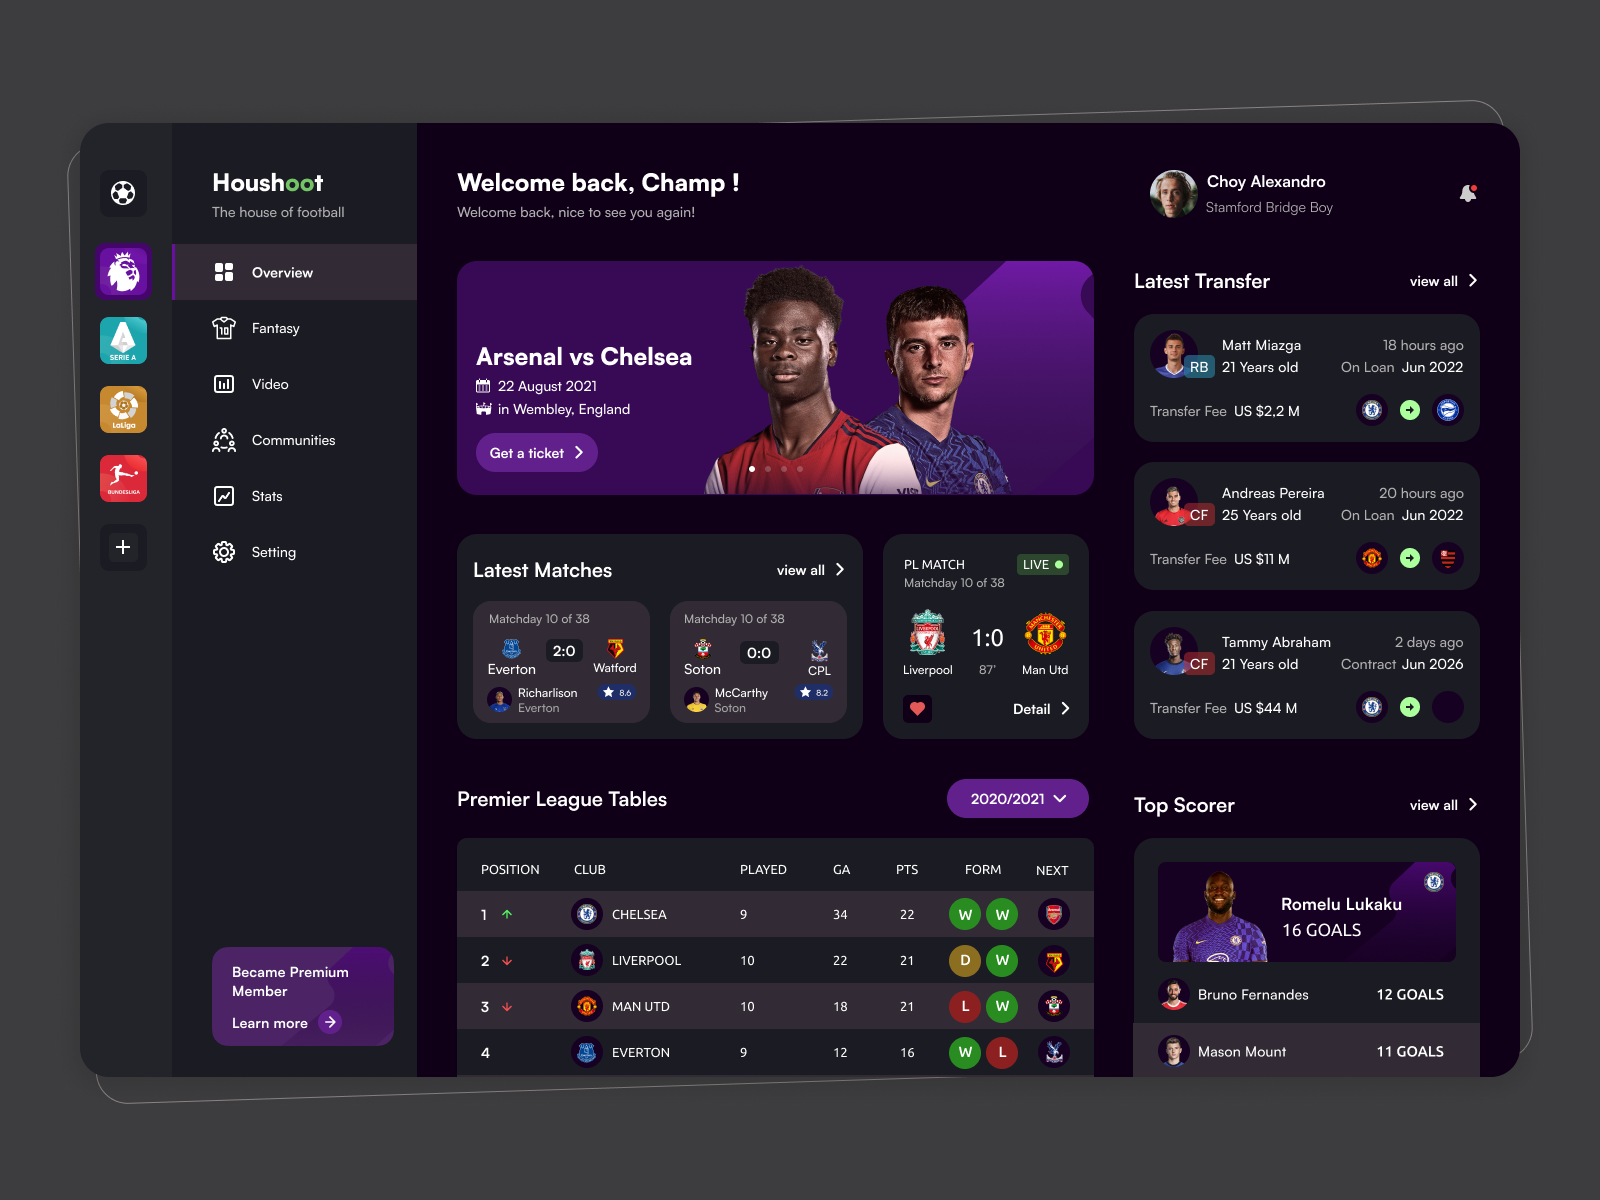 Houshoot
The house of football
Overview
Fantasy
10
Video
Communities
Stats
Setting
SERIE A
LaLiga
BUNDESLIGA
Became Premium
Member
Learn more
Welcome back, Champ !
Welcome back, nice to see you again!
Choy Alexandro
Stamford Bridge Boy
Arsenal vs Chelsea
22 August 2021
in Wembley, England
Get a ticket
Latest Matches
view all
Matchday 10 of 38
Everton 2:0 Watford
Richarlison 8.6
Everton
Matchday 10 of 38
Soton 0:0 CPL
McCarthy 8.2
Soton
PL MATCH LIVE
Matchday 10 of 38
1:0
Liverpool 87' Man Utd
Detail
Latest Transfer
view all
Matt Miazga 18 hours ago
RB 21 Years old On Loan Jun 2022
Transfer Fee US $2,2 M
Andreas Pereira 20 hours ago
CF 25 Years old On Loan Jun 2022
Transfer Fee US $11 M
Tammy Abraham 2 days ago
CF 21 Years old Contract Jun 2026
Transfer Fee US $44 M
Premier League Tables
2020/2021
POSITION CLUB PLAYED GA PTS FORM NEXT
1 CHELSEA 9 34 22 W W
2 LIVERPOOL 10 22 21 D W
3 MAN UTD 10 18 21 L W
4 EVERTON 9 12 16 W L
Top Scorer
view all
Romelu Lukaku
16 GOALS
Bruno Fernandes 12 GOALS
Mason Mount 11 GOALS